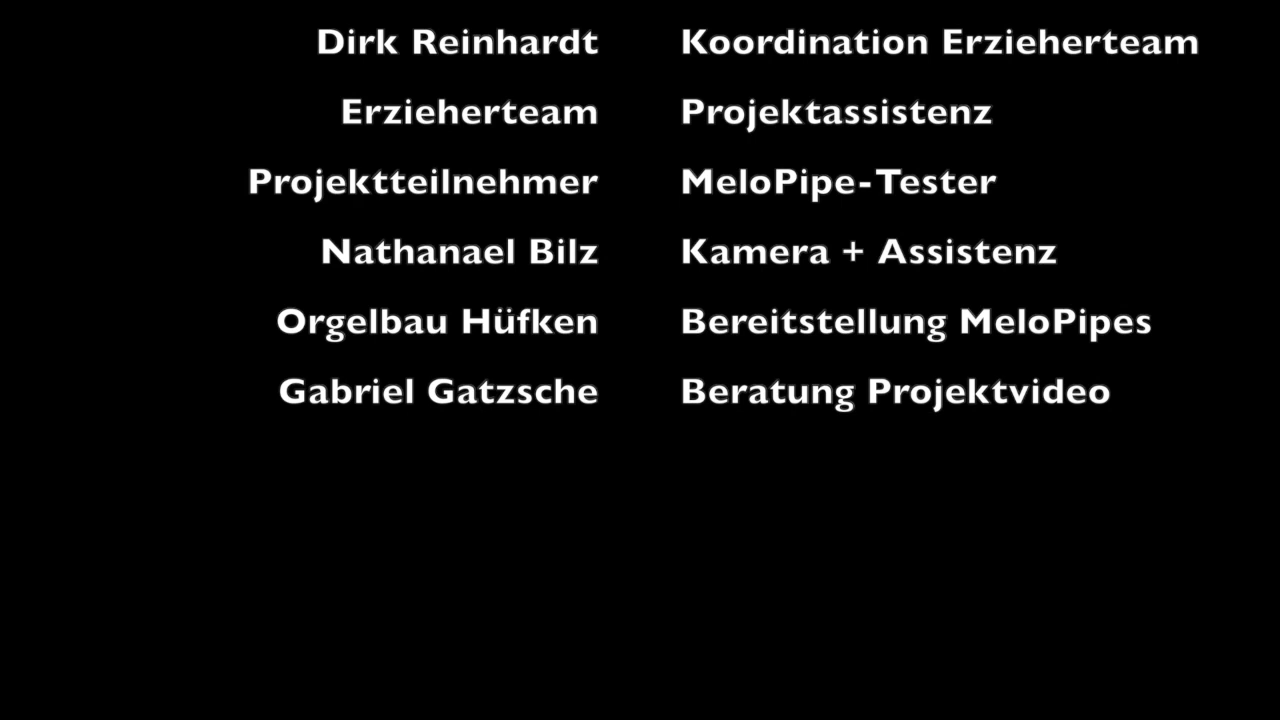 Dirk Reinhardt Koordination Erzieherteam
Erzieherteam Projektassistenz
Projektteilnehmer MeloPipe-Tester
Nathanael Bilz Kamera + Assistenz
Orgelbau Hüfken Bereitstellung MeloPipes
Gabriel Gatzsche Beratung Projektvideo